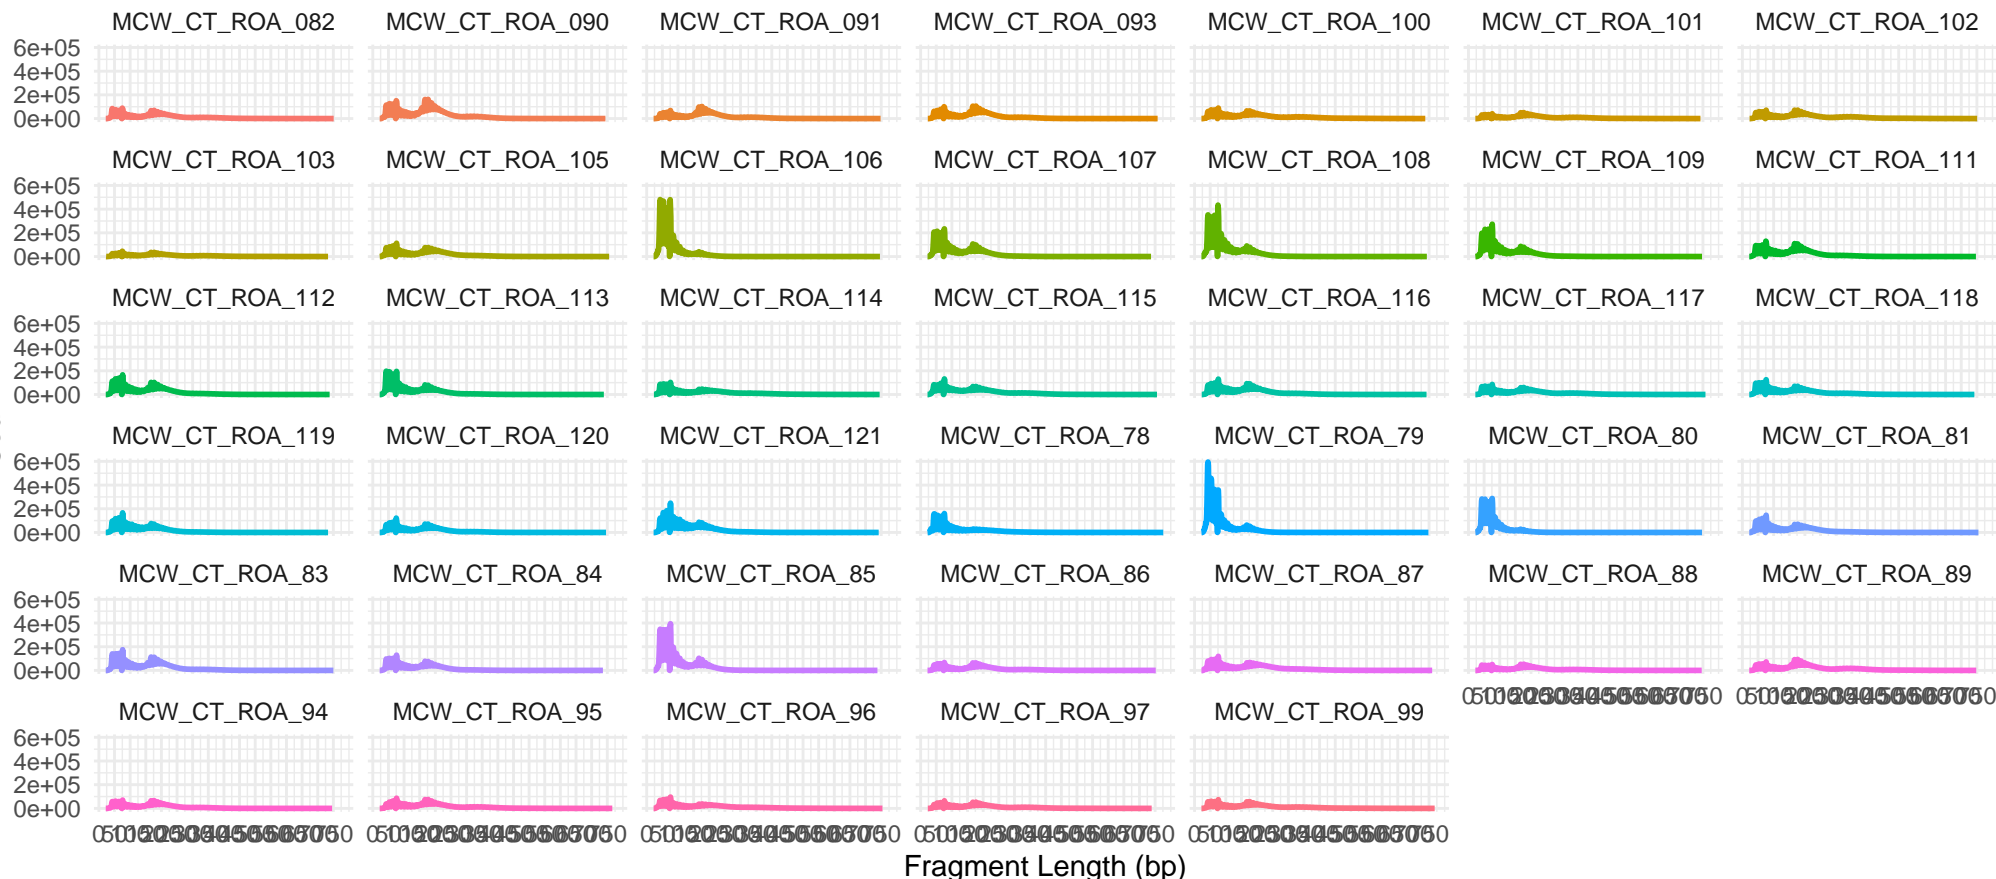 MCW_CT_ROA_082 MCW_CT_ROA_090 MCW_CT_ROA_091 MCW_CT_ROA_093 MCW_CT_ROA_100 MCW_CT_ROA_101 MCW_CT_ROA_102
6e+05
4e+05
2e+05
0e+00
MCW_CT_ROA_103 MCW_CT_ROA_105 MCW_CT_ROA_106 MCW_CT_ROA_107 MCW_CT_ROA_108 MCW_CT_ROA_109 MCW_CT_ROA_111
6e+05
4e+05
2e+05
0e+00
MCW_CT_ROA_112 MCW_CT_ROA_113 MCW_CT_ROA_114 MCW_CT_ROA_115 MCW_CT_ROA_116 MCW_CT_ROA_117 MCW_CT_ROA_118
6e+05
4e+05
2e+05
0e+00
MCW_CT_ROA_119 MCW_CT_ROA_120 MCW_CT_ROA_121 MCW_CT_ROA_78 MCW_CT_ROA_79 MCW_CT_ROA_80 MCW_CT_ROA_81
6e+05
4e+05
2e+05
0e+00
MCW_CT_ROA_83 MCW_CT_ROA_84 MCW_CT_ROA_85 MCW_CT_ROA_86 MCW_CT_ROA_87 MCW_CT_ROA_88 MCW_CT_ROA_89
6e+05
4e+05
2e+05
0e+00
MCW_CT_ROA_94 MCW_CT_ROA_95 MCW_CT_ROA_96 MCW_CT_ROA_97 MCW_CT_ROA_99
6e+05
4e+05
2e+05
0e+00
Fragment Length (bp)